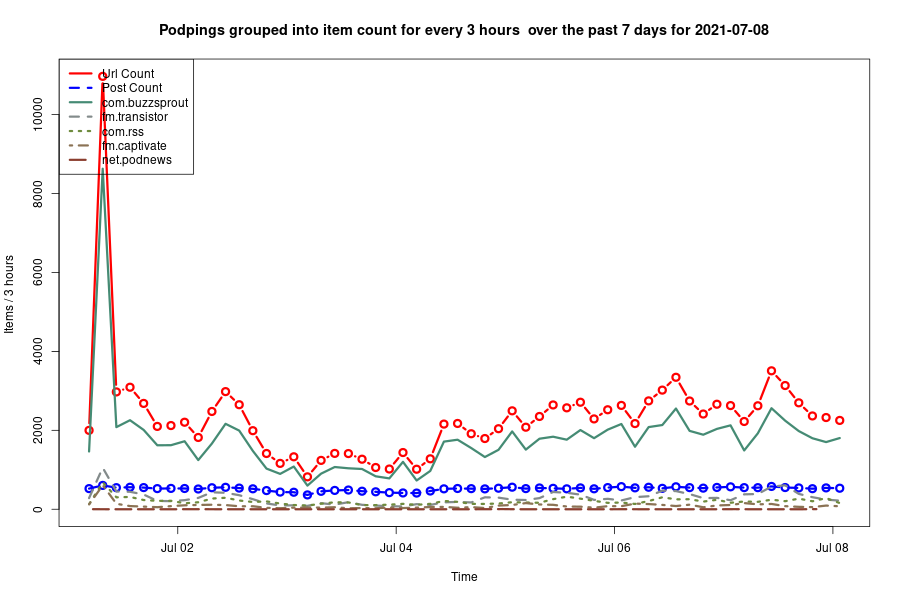 Podpings grouped into item count for every 3 hours  over the past 7 days for 2021-07-08
Url Count
Post Count
com.buzzsprout
fm.transistor
com.rss
fm.captivate
net.podnews
Items / 3 hours
10000
8000
6000
4000
2000
0
Jul 02
Jul 04
Jul 06
Jul 08
Time